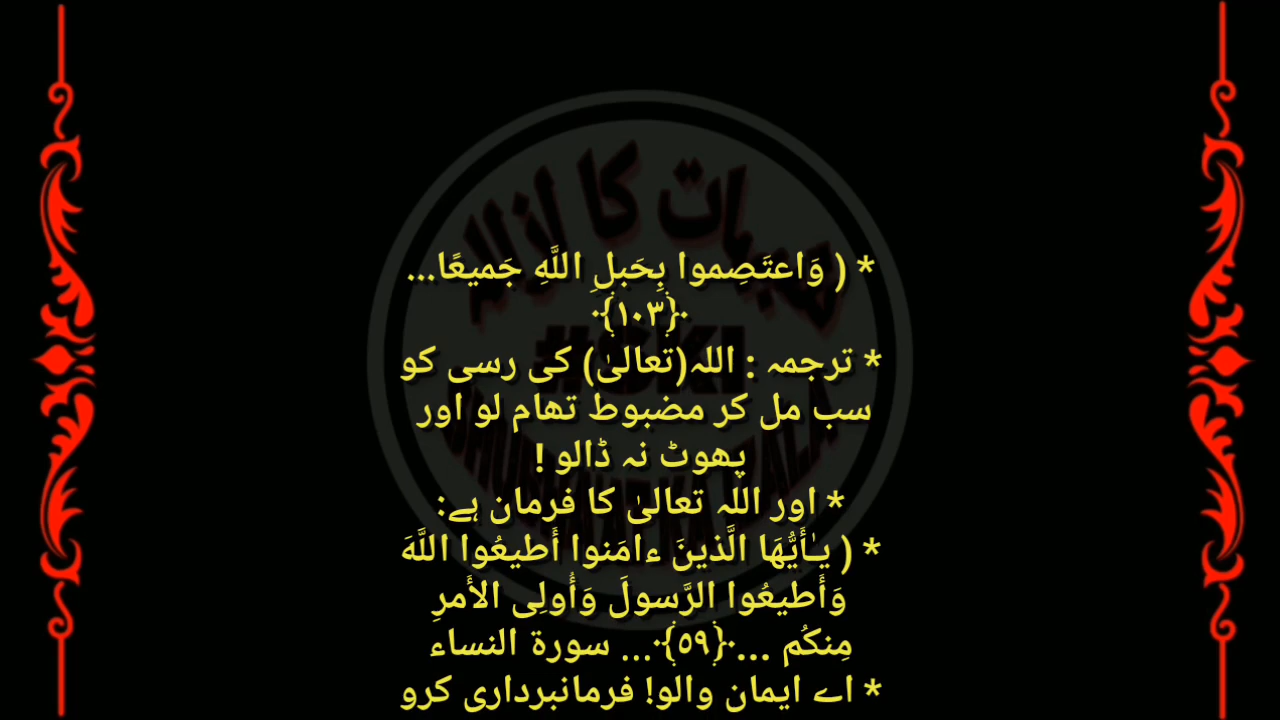 * ( وَاعتَصِموا بِحَبلِ اللَّهِ جَميعًا...
﴿١٠٣﴾
* ترجمہ : اللہ(تعالیٰ) کی رسی کو
سب مل کر مضبوط تھام لو اور
پھوٹ نہ ڈالو !
* اور اللہ تعالیٰ کا فرمان ہے:
* ( يـٰأَيُّهَا الَّذينَ ءامَنوا أَطيعُوا اللَّهَ
وَأَطيعُوا الرَّسولَ وَأُولِى الأَمرِ
مِنكُم ...﴿٥٩﴾... سورة النساء
* اے ایمان والو! فرمانبرداری کرو